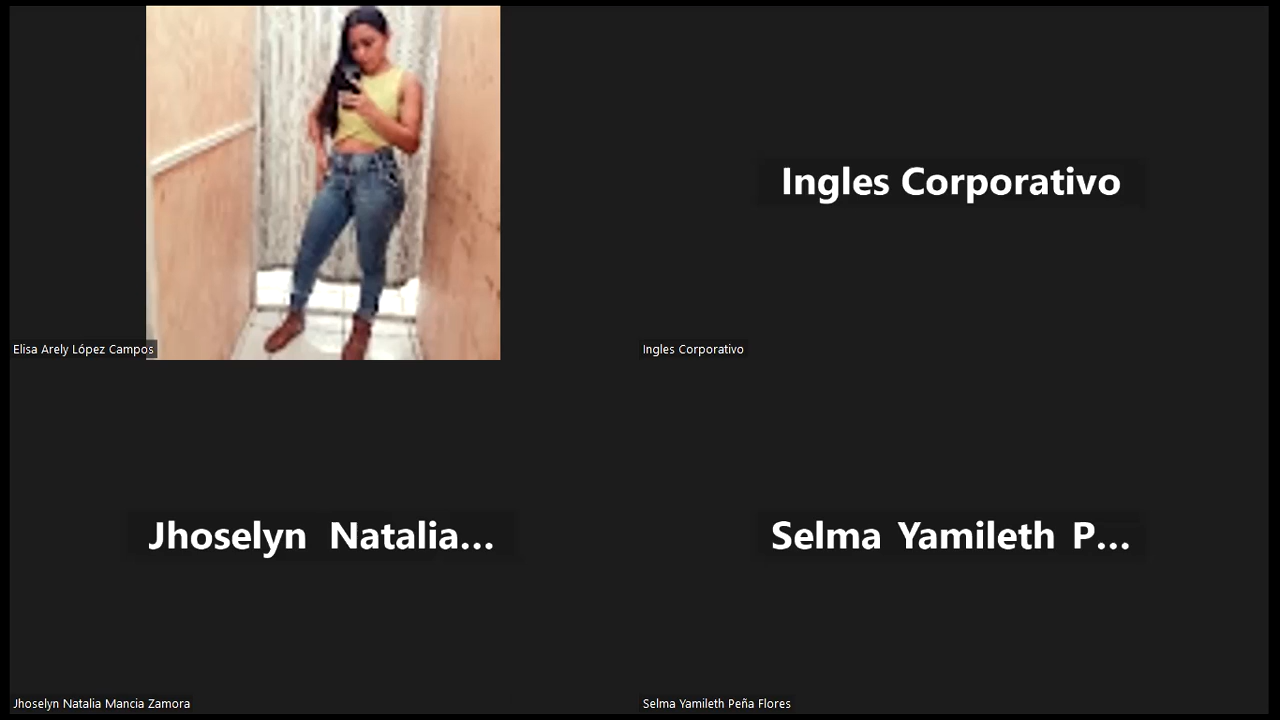 Elisa Arely López Campos
Ingles Corporativo
Ingles Corporativo
Jhoselyn Natalia...
Jhoselyn Natalia Mancia Zamora
Selma Yamileth P...
Selma Yamileth Peña Flores